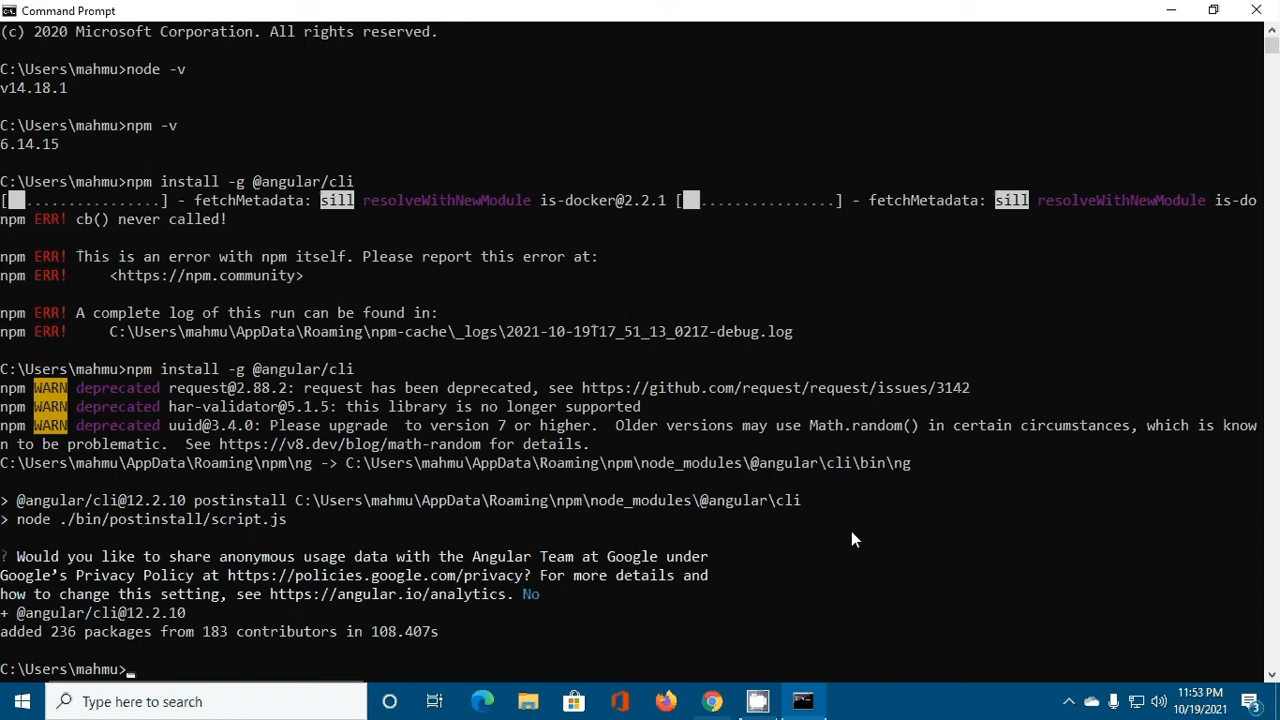 Command Prompt
(c) 2020 Microsoft Corporation. All rights reserved.
C:\Users\mahmu>node -v
v14.18.1
C:\Users\mahmu>npm -v
6.14.15
C:\Users\mahmu>npm install -g @angular/cli
[ ................] - fetchMetadata: sill resolveWithNewModule is-docker@2.2.1 [ ................] - fetchMetadata: sill resolveWithNewModule is-do
npm ERR! cb() never called!
npm ERR! This is an error with npm itself. Please report this error at:
npm ERR!     <https://npm.community>
npm ERR! A complete log of this run can be found in:
npm ERR!     C:\Users\mahmu\AppData\Roaming\npm-cache\_logs\2021-10-19T17_51_13_021Z-debug.log
C:\Users\mahmu>npm install -g @angular/cli
npm WARN deprecated request@2.88.2: request has been deprecated, see https://github.com/request/request/issues/3142
npm WARN deprecated har-validator@5.1.5: this library is no longer supported
npm WARN deprecated uuid@3.4.0: Please upgrade  to version 7 or higher.  Older versions may use Math.random() in certain circumstances, which is know
n to be problematic.  See https://v8.dev/blog/math-random for details.
C:\Users\mahmu\AppData\Roaming\npm\ng -> C:\Users\mahmu\AppData\Roaming\npm\node_modules\@angular\cli\bin\ng
> @angular/cli@12.2.10 postinstall C:\Users\mahmu\AppData\Roaming\npm\node_modules\@angular\cli
> node ./bin/postinstall/script.js
? Would you like to share anonymous usage data with the Angular Team at Google under
Google’s Privacy Policy at https://policies.google.com/privacy? For more details and
how to change this setting, see https://angular.io/analytics. No
+ @angular/cli@12.2.10
added 236 packages from 183 contributors in 108.407s
C:\Users\mahmu>
Type here to search
11:53 PM
10/19/2021
3